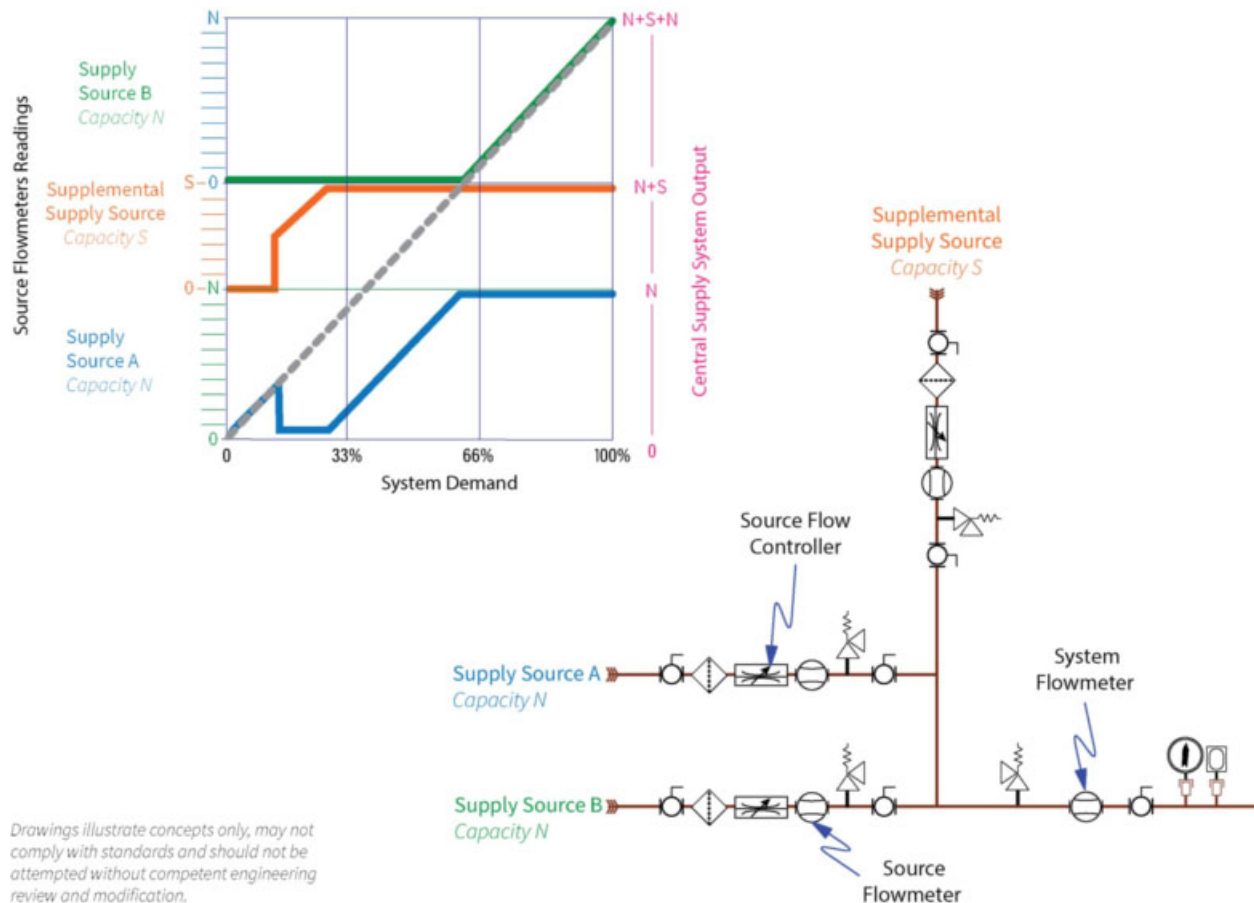 N
N+S+N
Supply
Source B
Capacity N
Source Flowmeters Readings
S
0
N+S
Supplemental
Supply Source
Capacity S
Central Supply System Output
0
N
N
Supply
Source A
Capacity N
0
0
33%
66%
100%
0
System Demand
Supplemental
Supply Source
Capacity S
Source Flow
Controller
Supply Source A
Capacity N
System
Flowmeter
Supply Source B
Capacity N
Source
Flowmeter
Drawings illustrate concepts only, may not
comply with standards and should not be
attempted without competent engineering
review and modification.